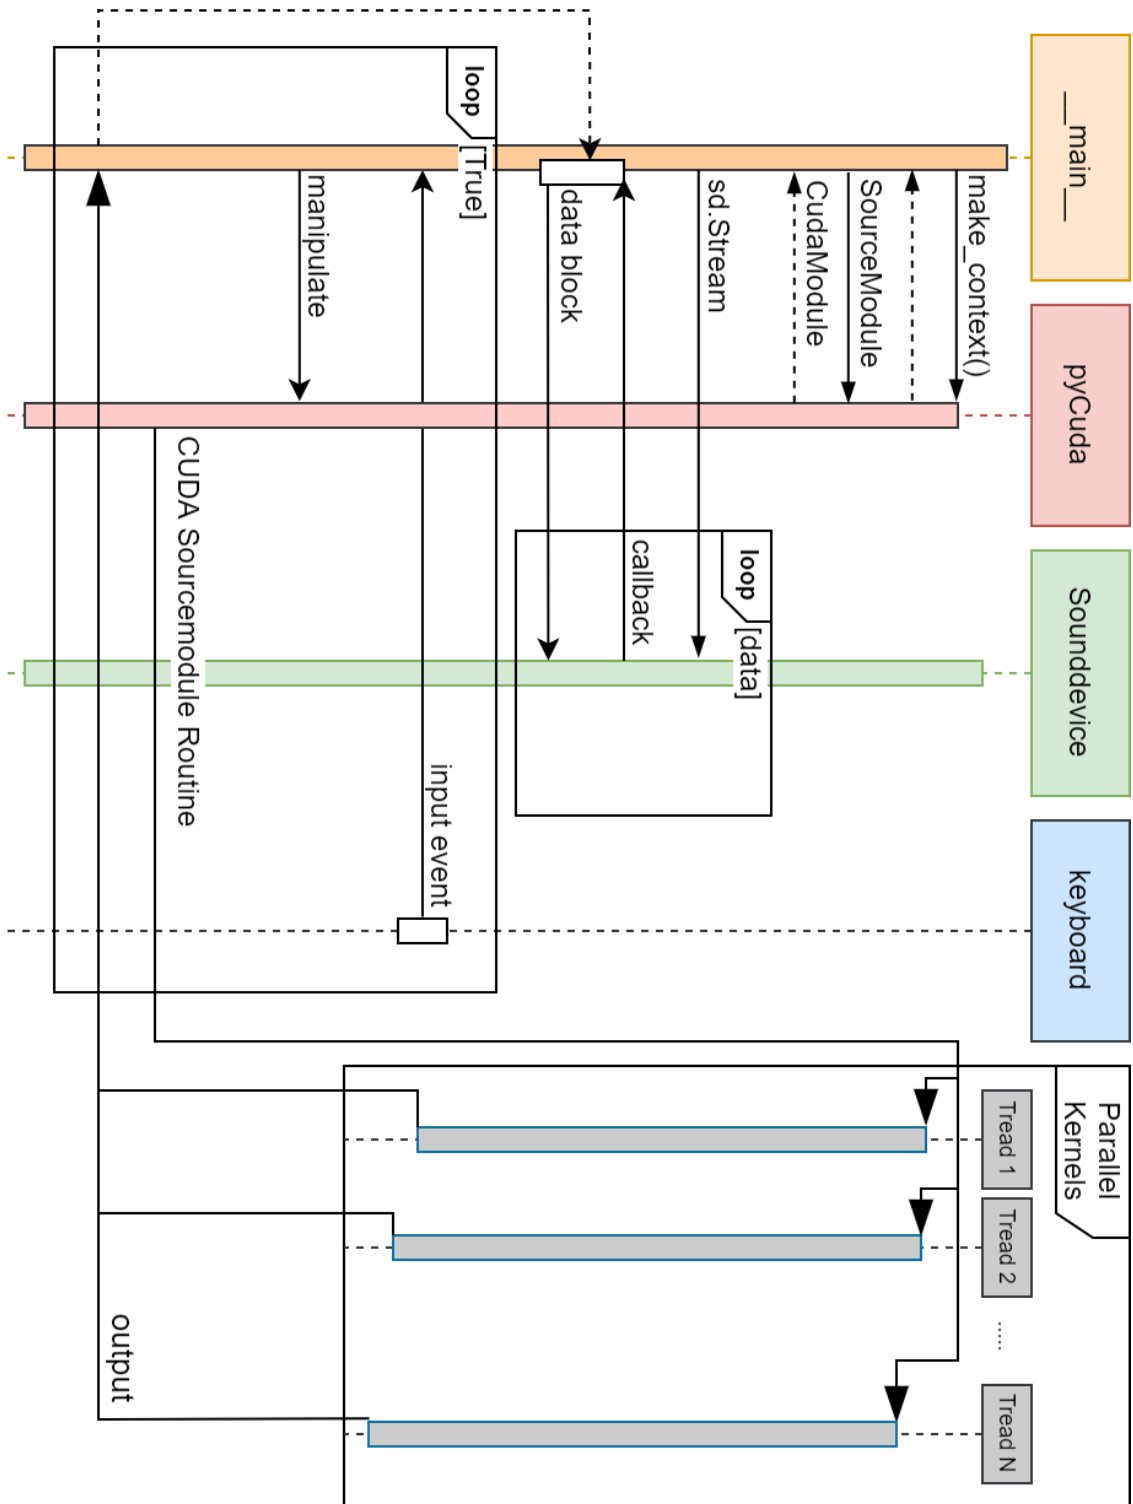 __main__
pyCuda
Sounddevice
keyboard
Parallel
Kernels
Tread 1
Tread 2
.....
Tread N
make_context()
SourceModule
CudaModule
sd.Stream
loop
[data]
callback
data block
loop
[True]
input event
manipulate
CUDA Sourcemodule Routine
output